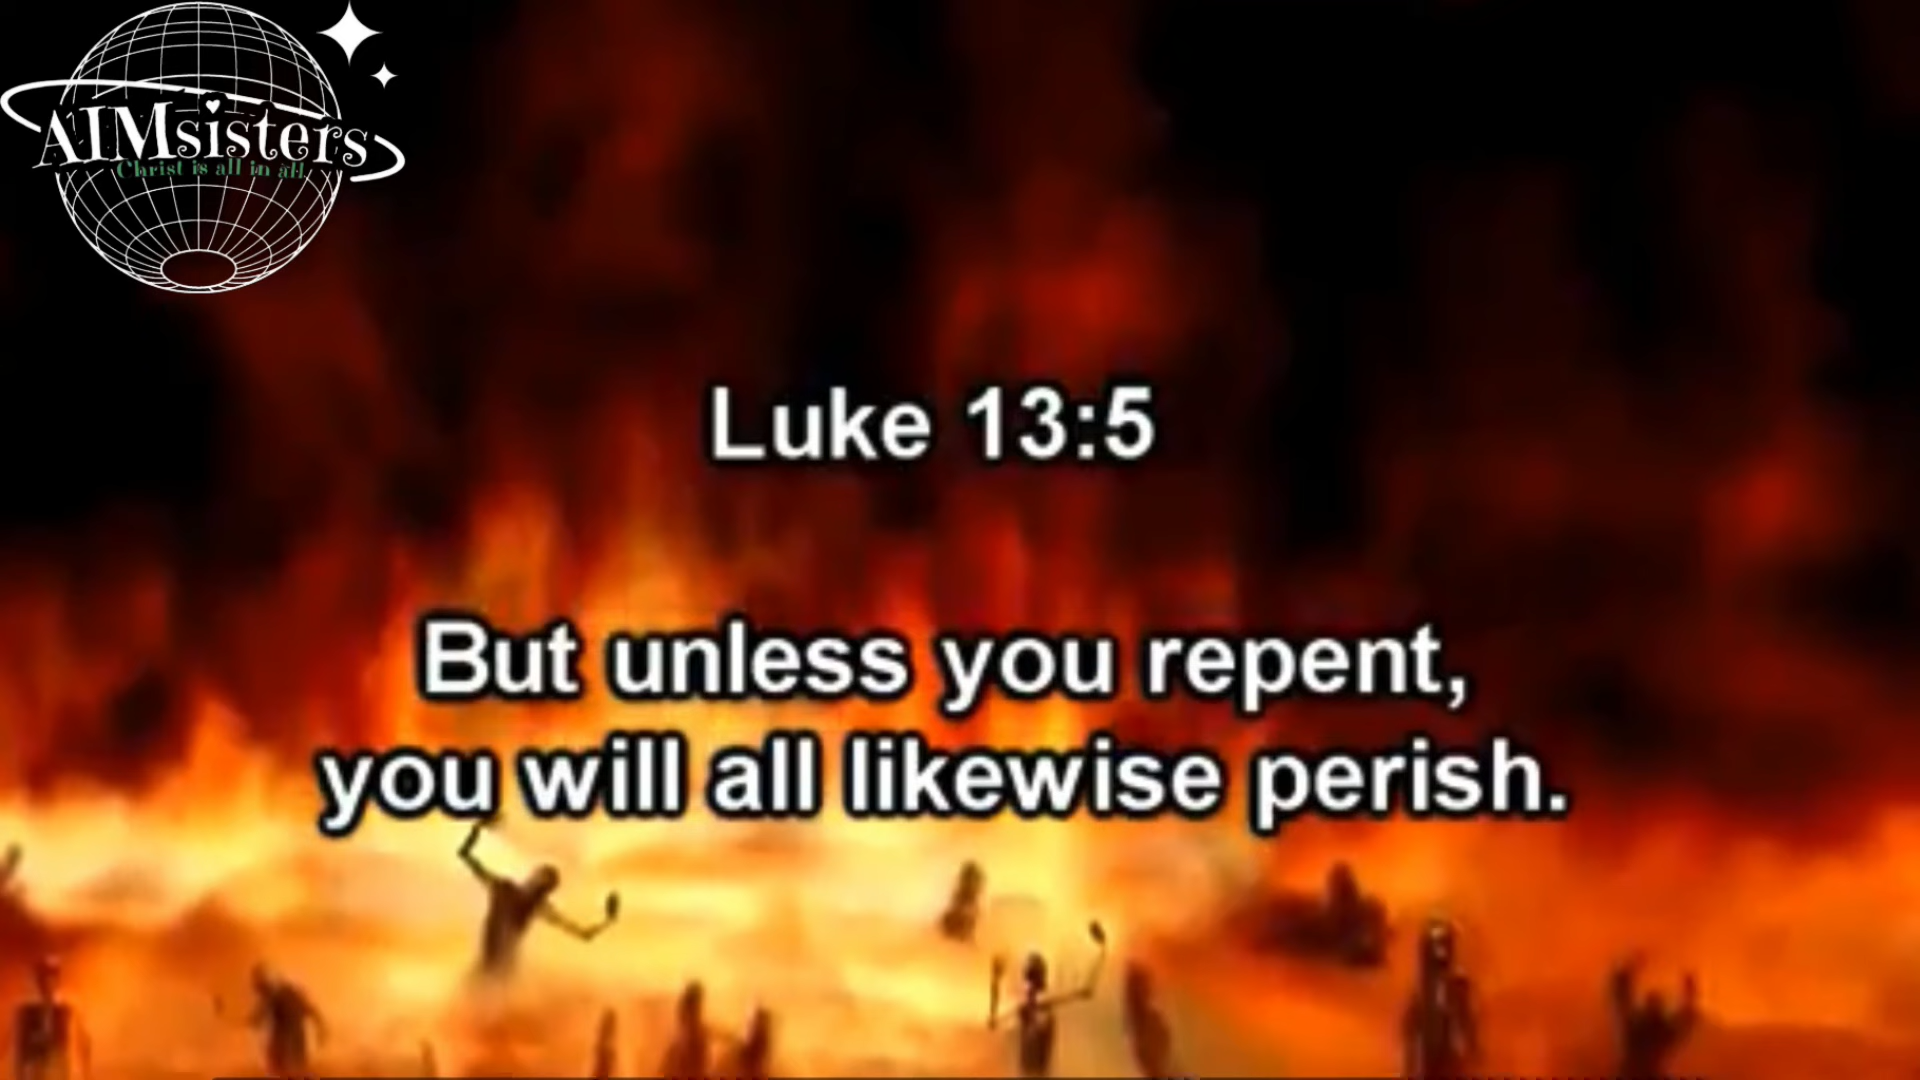 AIMsisters
Christ is all in all
Luke 13:5
But unless you repent,
you will all likewise perish.